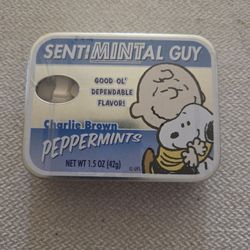 SENTIMINTAL GUY
GOOD OL'
DEPENDABLE
FLAVOR!
Charlie Brown
PEPPERMINTS
NET WT 1.5 OZ (42g)